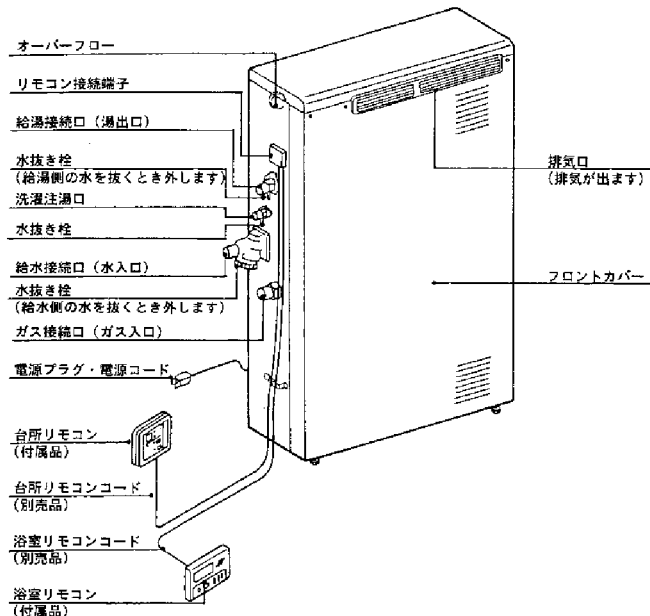 オーバーフロー
リモコン接続端子
給湯接続口(湯出口)
水抜き栓
(給湯側の水を抜くとき外します)
洗濯注湯口
水抜き栓
給水接続口(水入口)
水抜き栓
(給水側の水を抜くとき外します)
ガス接続口(ガス入口)
電源プラグ・電源コード
台所リモコン
(付属品)
台所リモコンコード
(別売品)
浴室リモコンコード
(別売品)
浴室リモコン
(付属品)
排気口
(排気が出ます)
フロントカバー